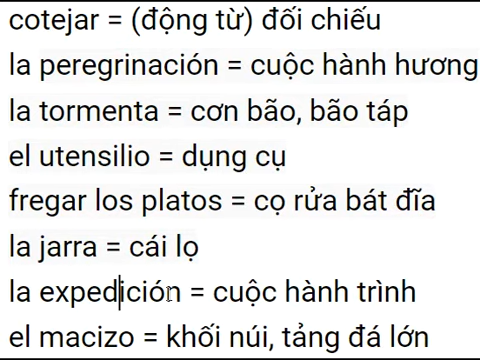 cotejar = (động từ) đối chiếu
la peregrinación = cuộc hành hương
la tormenta = cơn bão, bão táp
el utensilio = dụng cụ
fregar los platos = cọ rửa bát đĩa
la jarra = cái lọ
la expedición = cuộc hành trình
el macizo = khối núi, tảng đá lớn